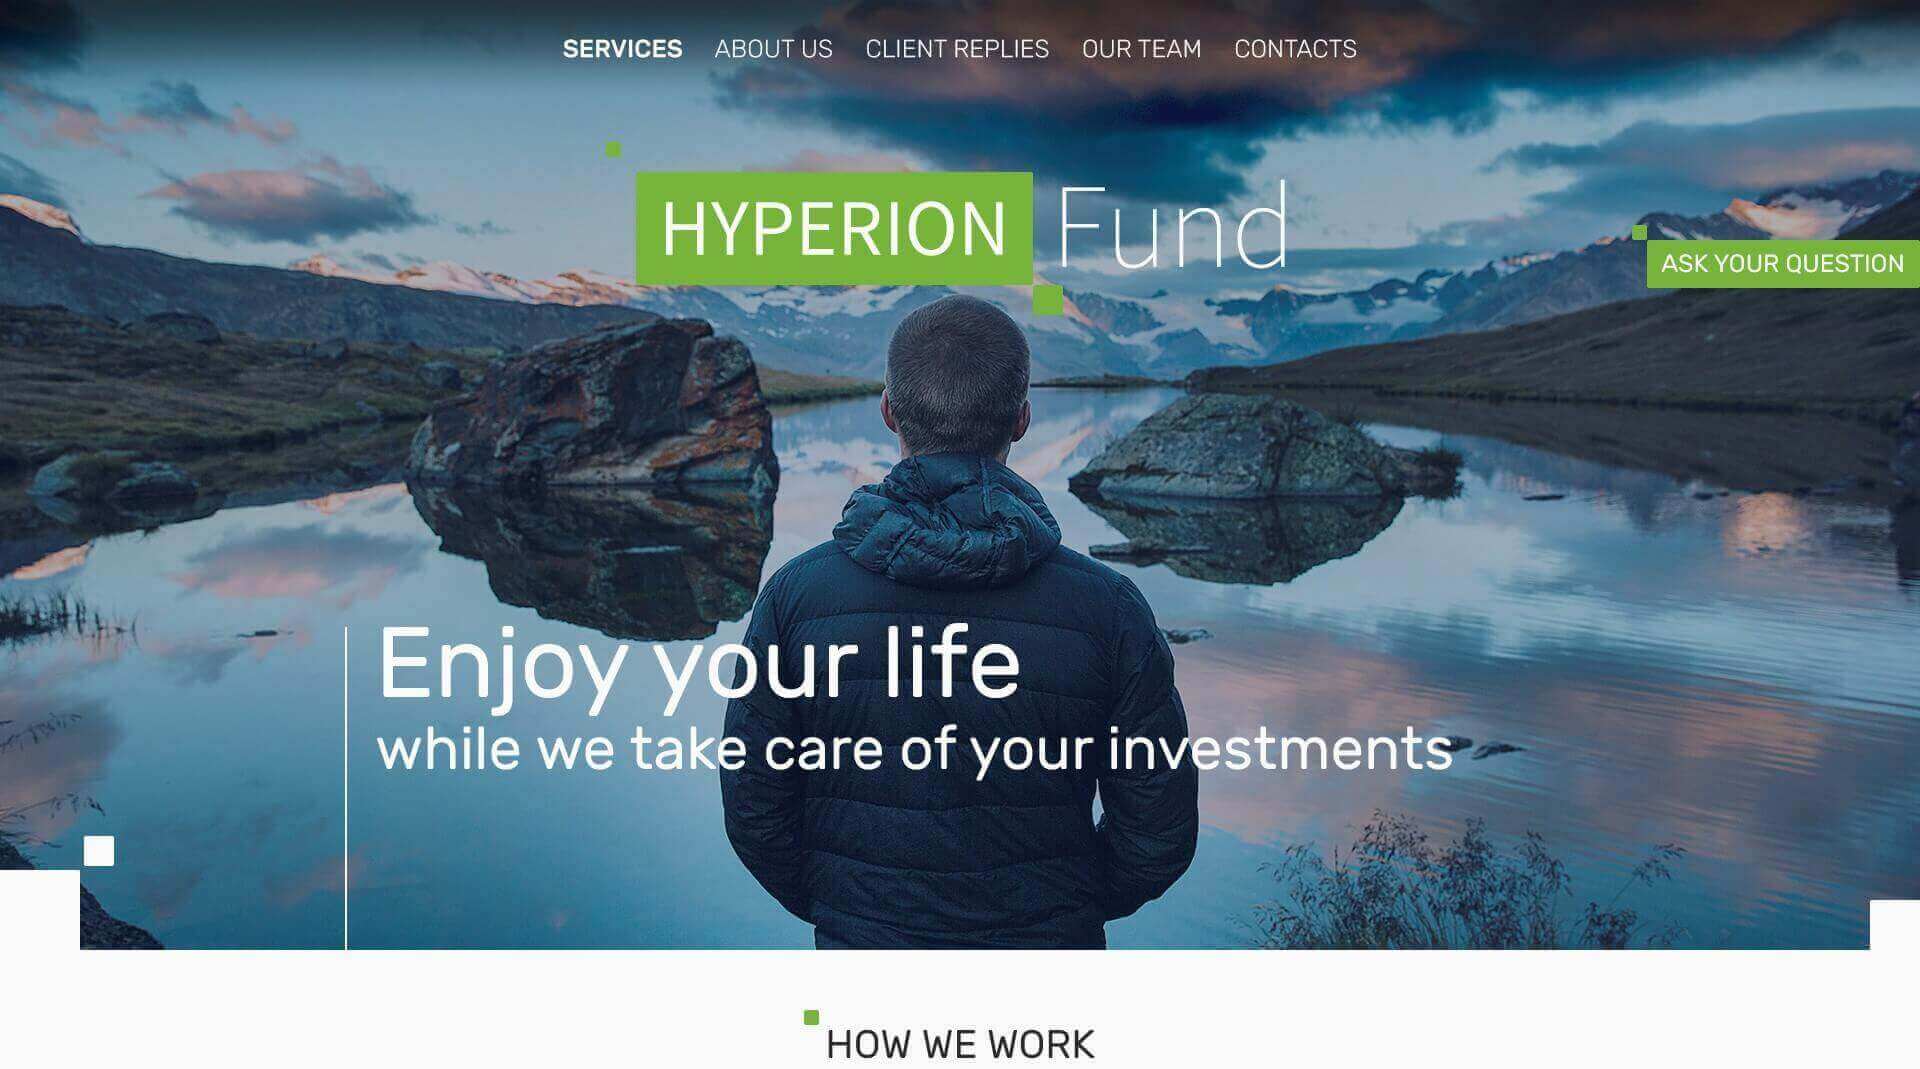 SERVICES ABOUT US CLIENT REPLIES OUR TEAM CONTACTS
HYPERION Fund
ASK YOUR QUESTION
Enjoy your life
while we take care of your investments
HOW WE WORK